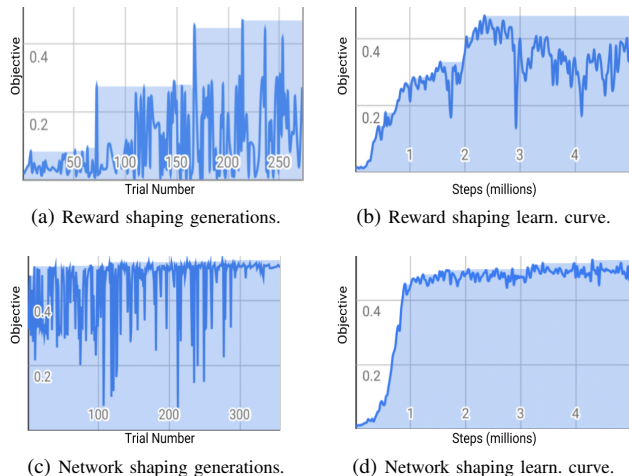 Objective
0.4
0.2
50 100 150 200 250
Trial Number
(a) Reward shaping generations.
Objective
0.4
0.2
1 2 3 4
Steps (millions)
(b) Reward shaping learn. curve.
Objective
0.4
0.2
100 200 300
Trial Number
(c) Network shaping generations.
Objective
0.4
0.2
1 2 3 4
Steps (millions)
(d) Network shaping learn. curve.